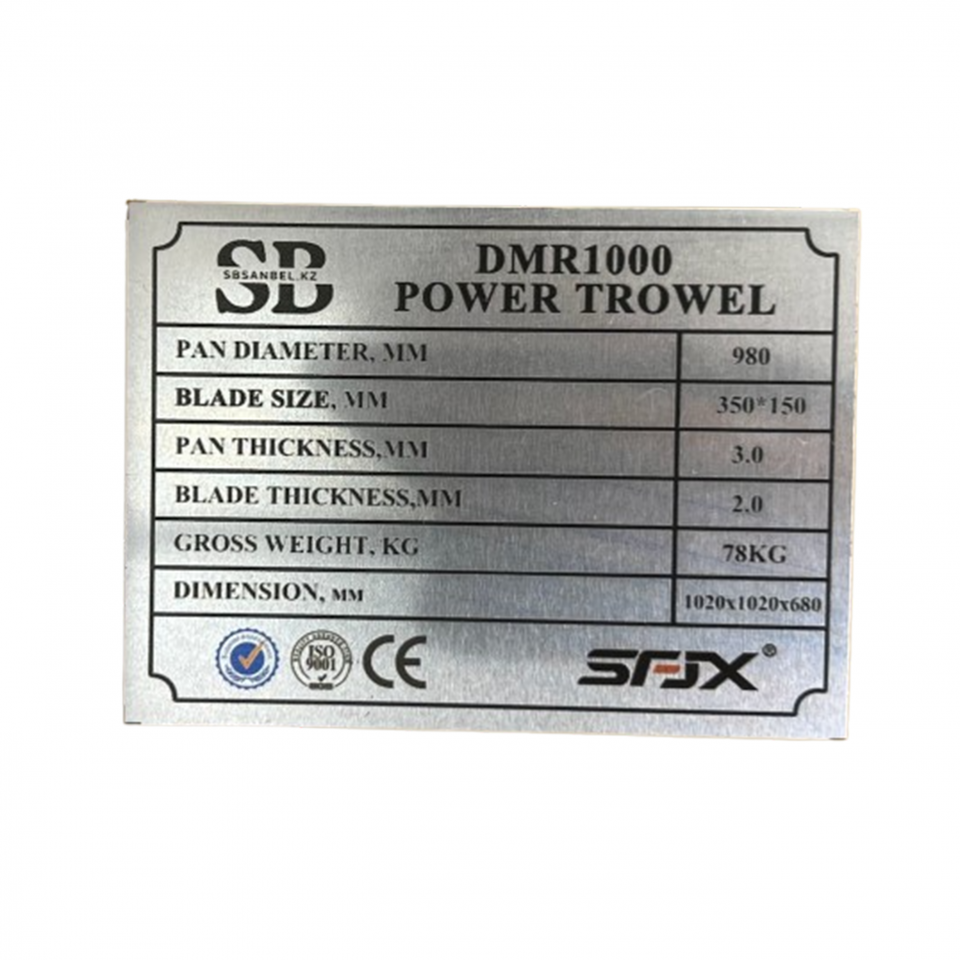 SB
SBSANBEL.KZ
DMR1000
POWER TROWEL
PAN DIAMETER, MM 980
BLADE SIZE, MM 350*150
PAN THICKNESS,MM 3.0
BLADE THICKNESS,MM 2.0
GROSS WEIGHT, KG 78KG
DIMENSION, MM 1020x1020x680
ISO
9001
CE
SFJX®